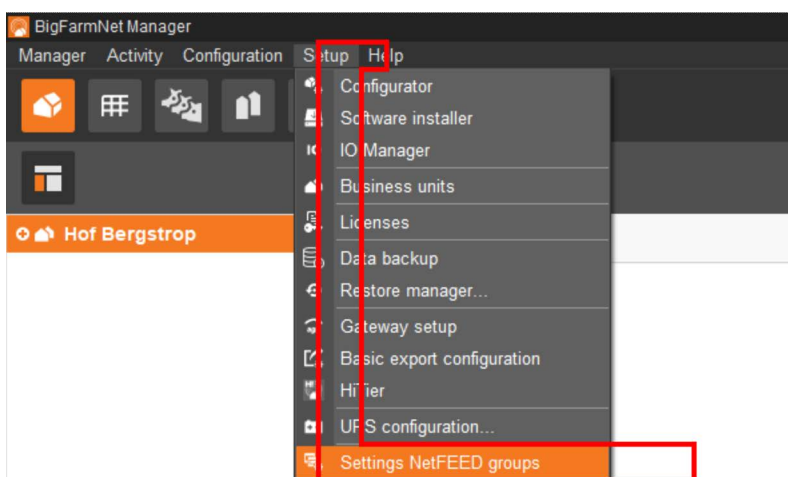 BigFarmNet Manager
Manager Activity Configuration Setup Help
Configurator
Software installer
IO Manager
Business units
Licenses
Data backup
Restore manager...
Gateway setup
Basic export configuration
HiTier
UPS configuration...
Settings NetFEED groups
Hof Bergstrop